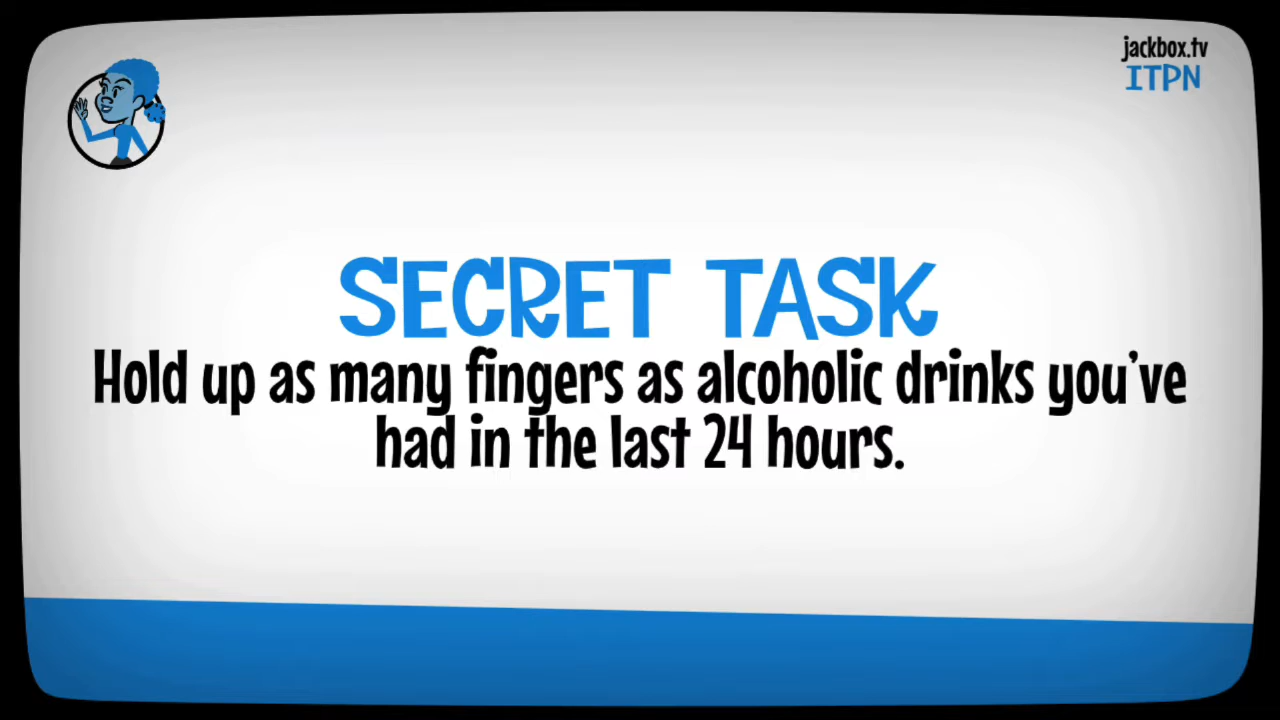 jackbox.tv
ITPN
SECRET TASK
Hold up as many fingers as alcoholic drinks you've
had in the last 24 hours.